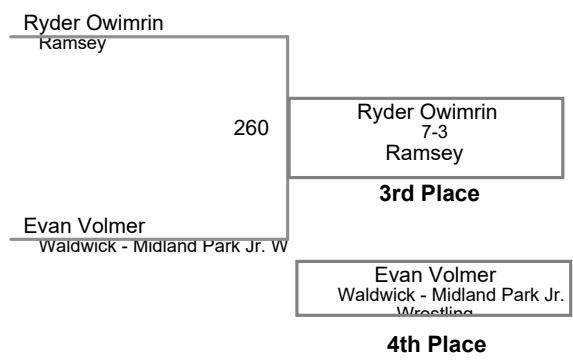 Ryder Owimrin
Ramsey
260
Ryder Owimrin
7-3
Ramsey
3rd Place
Evan Volmer
Waldwick - Midland Park Jr. W
Evan Volmer
Waldwick - Midland Park Jr.
Wrestling
4th Place